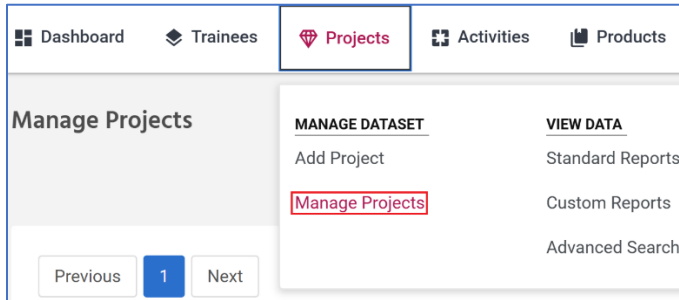 Dashboard Trainees Projects Activities Products
Manage Projects
MANAGE DATASET VIEW DATA
Add Project Standard Reports
Manage Projects Custom Reports
Advanced Search
Previous 1 Next